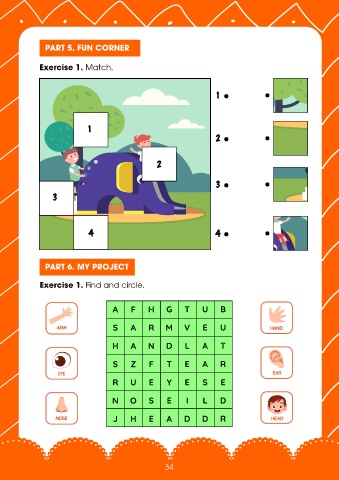 PART 5. FUN CORNER
Exercise 1. Match.
1
2
3
4
1
2
3
4
PART 6. MY PROJECT
Exercise 1. Find and circle.
A F H G T U B
S A R M V E U
H A N D L A T
S Z F T E A R
R U E Y E S E
N O S E I L D
J H E A D D R
ARM
EYE
NOSE
HAND
EAR
HEAD
34